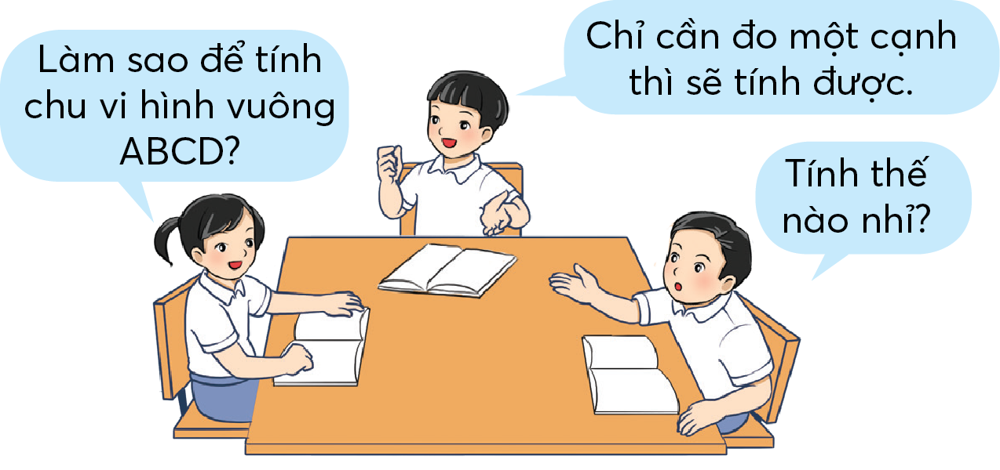 Làm sao để tính
chu vi hình vuông
ABCD?
Chỉ cần đo một cạnh
thì sẽ tính được.
Tính thế
nào nhỉ?